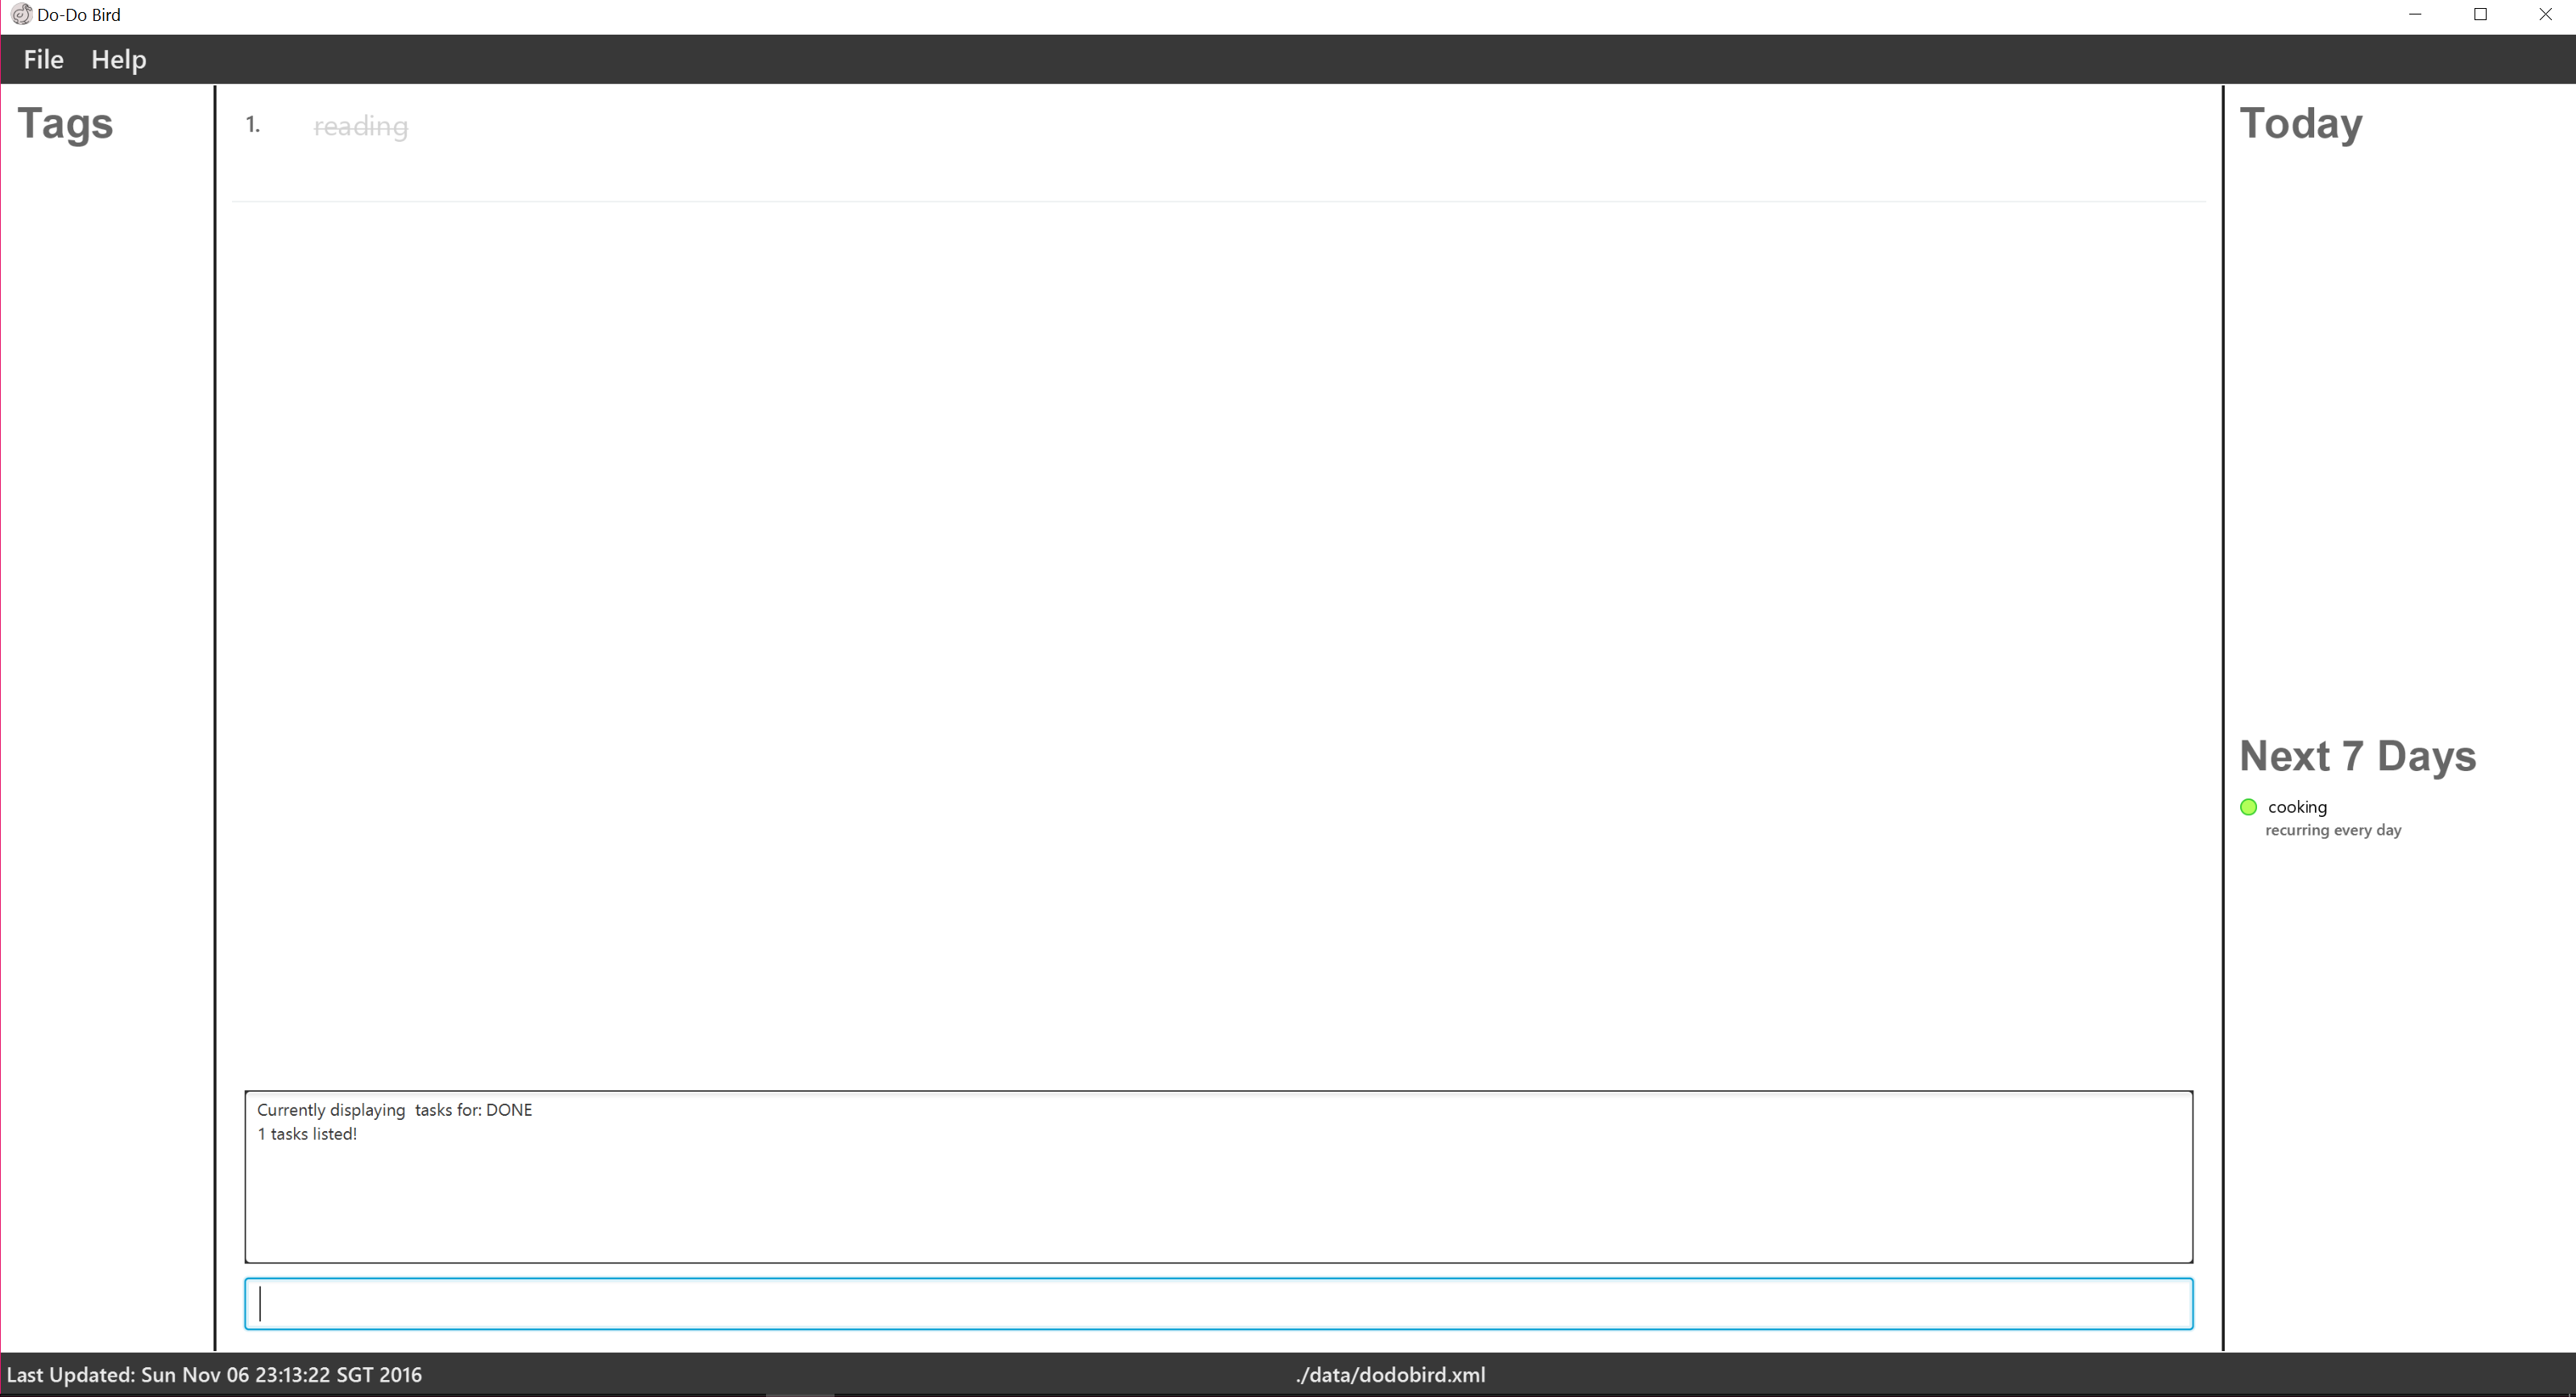 Do-Do Bird
File Help
Tags
1. reading
Today
Next 7 Days
cooking
recurring every day
Currently displaying  tasks for: DONE
1 tasks listed!
Last Updated: Sun Nov 06 23:13:22 SGT 2016
./data/dodobird.xml